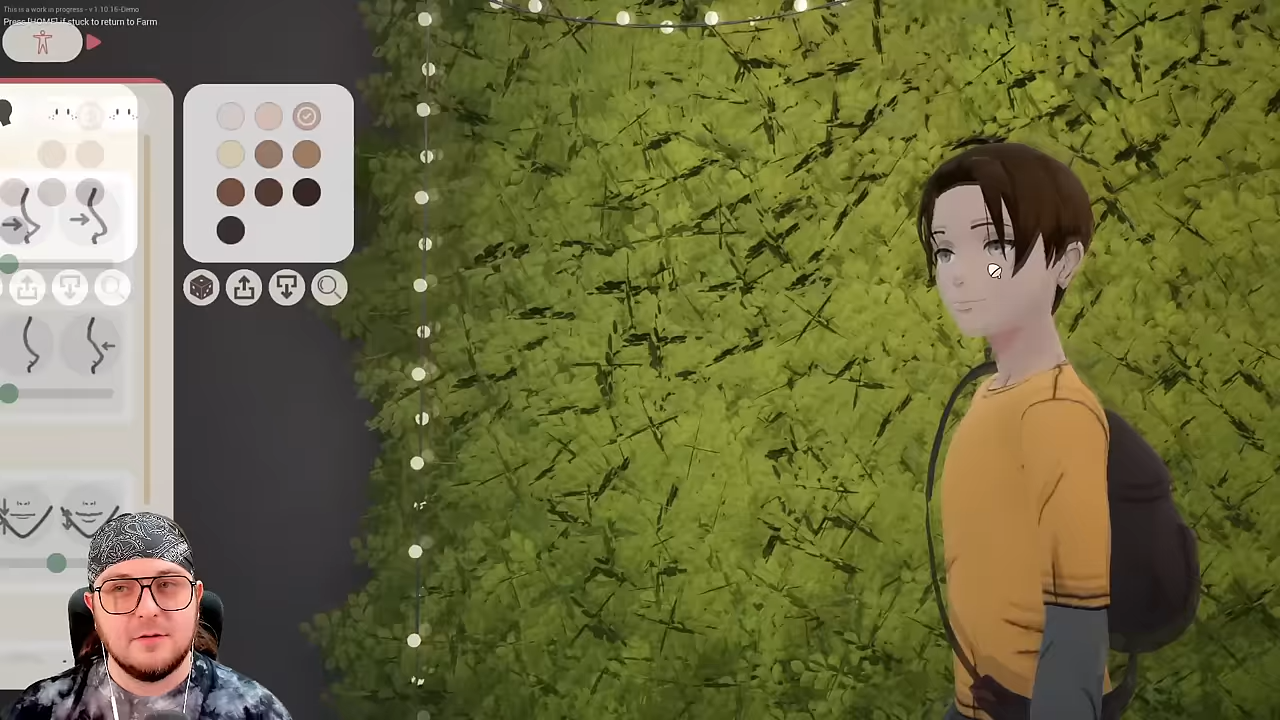 This is a work in progress - v 1.10.16-Demo
Press [HOME] if stuck to return to Farm